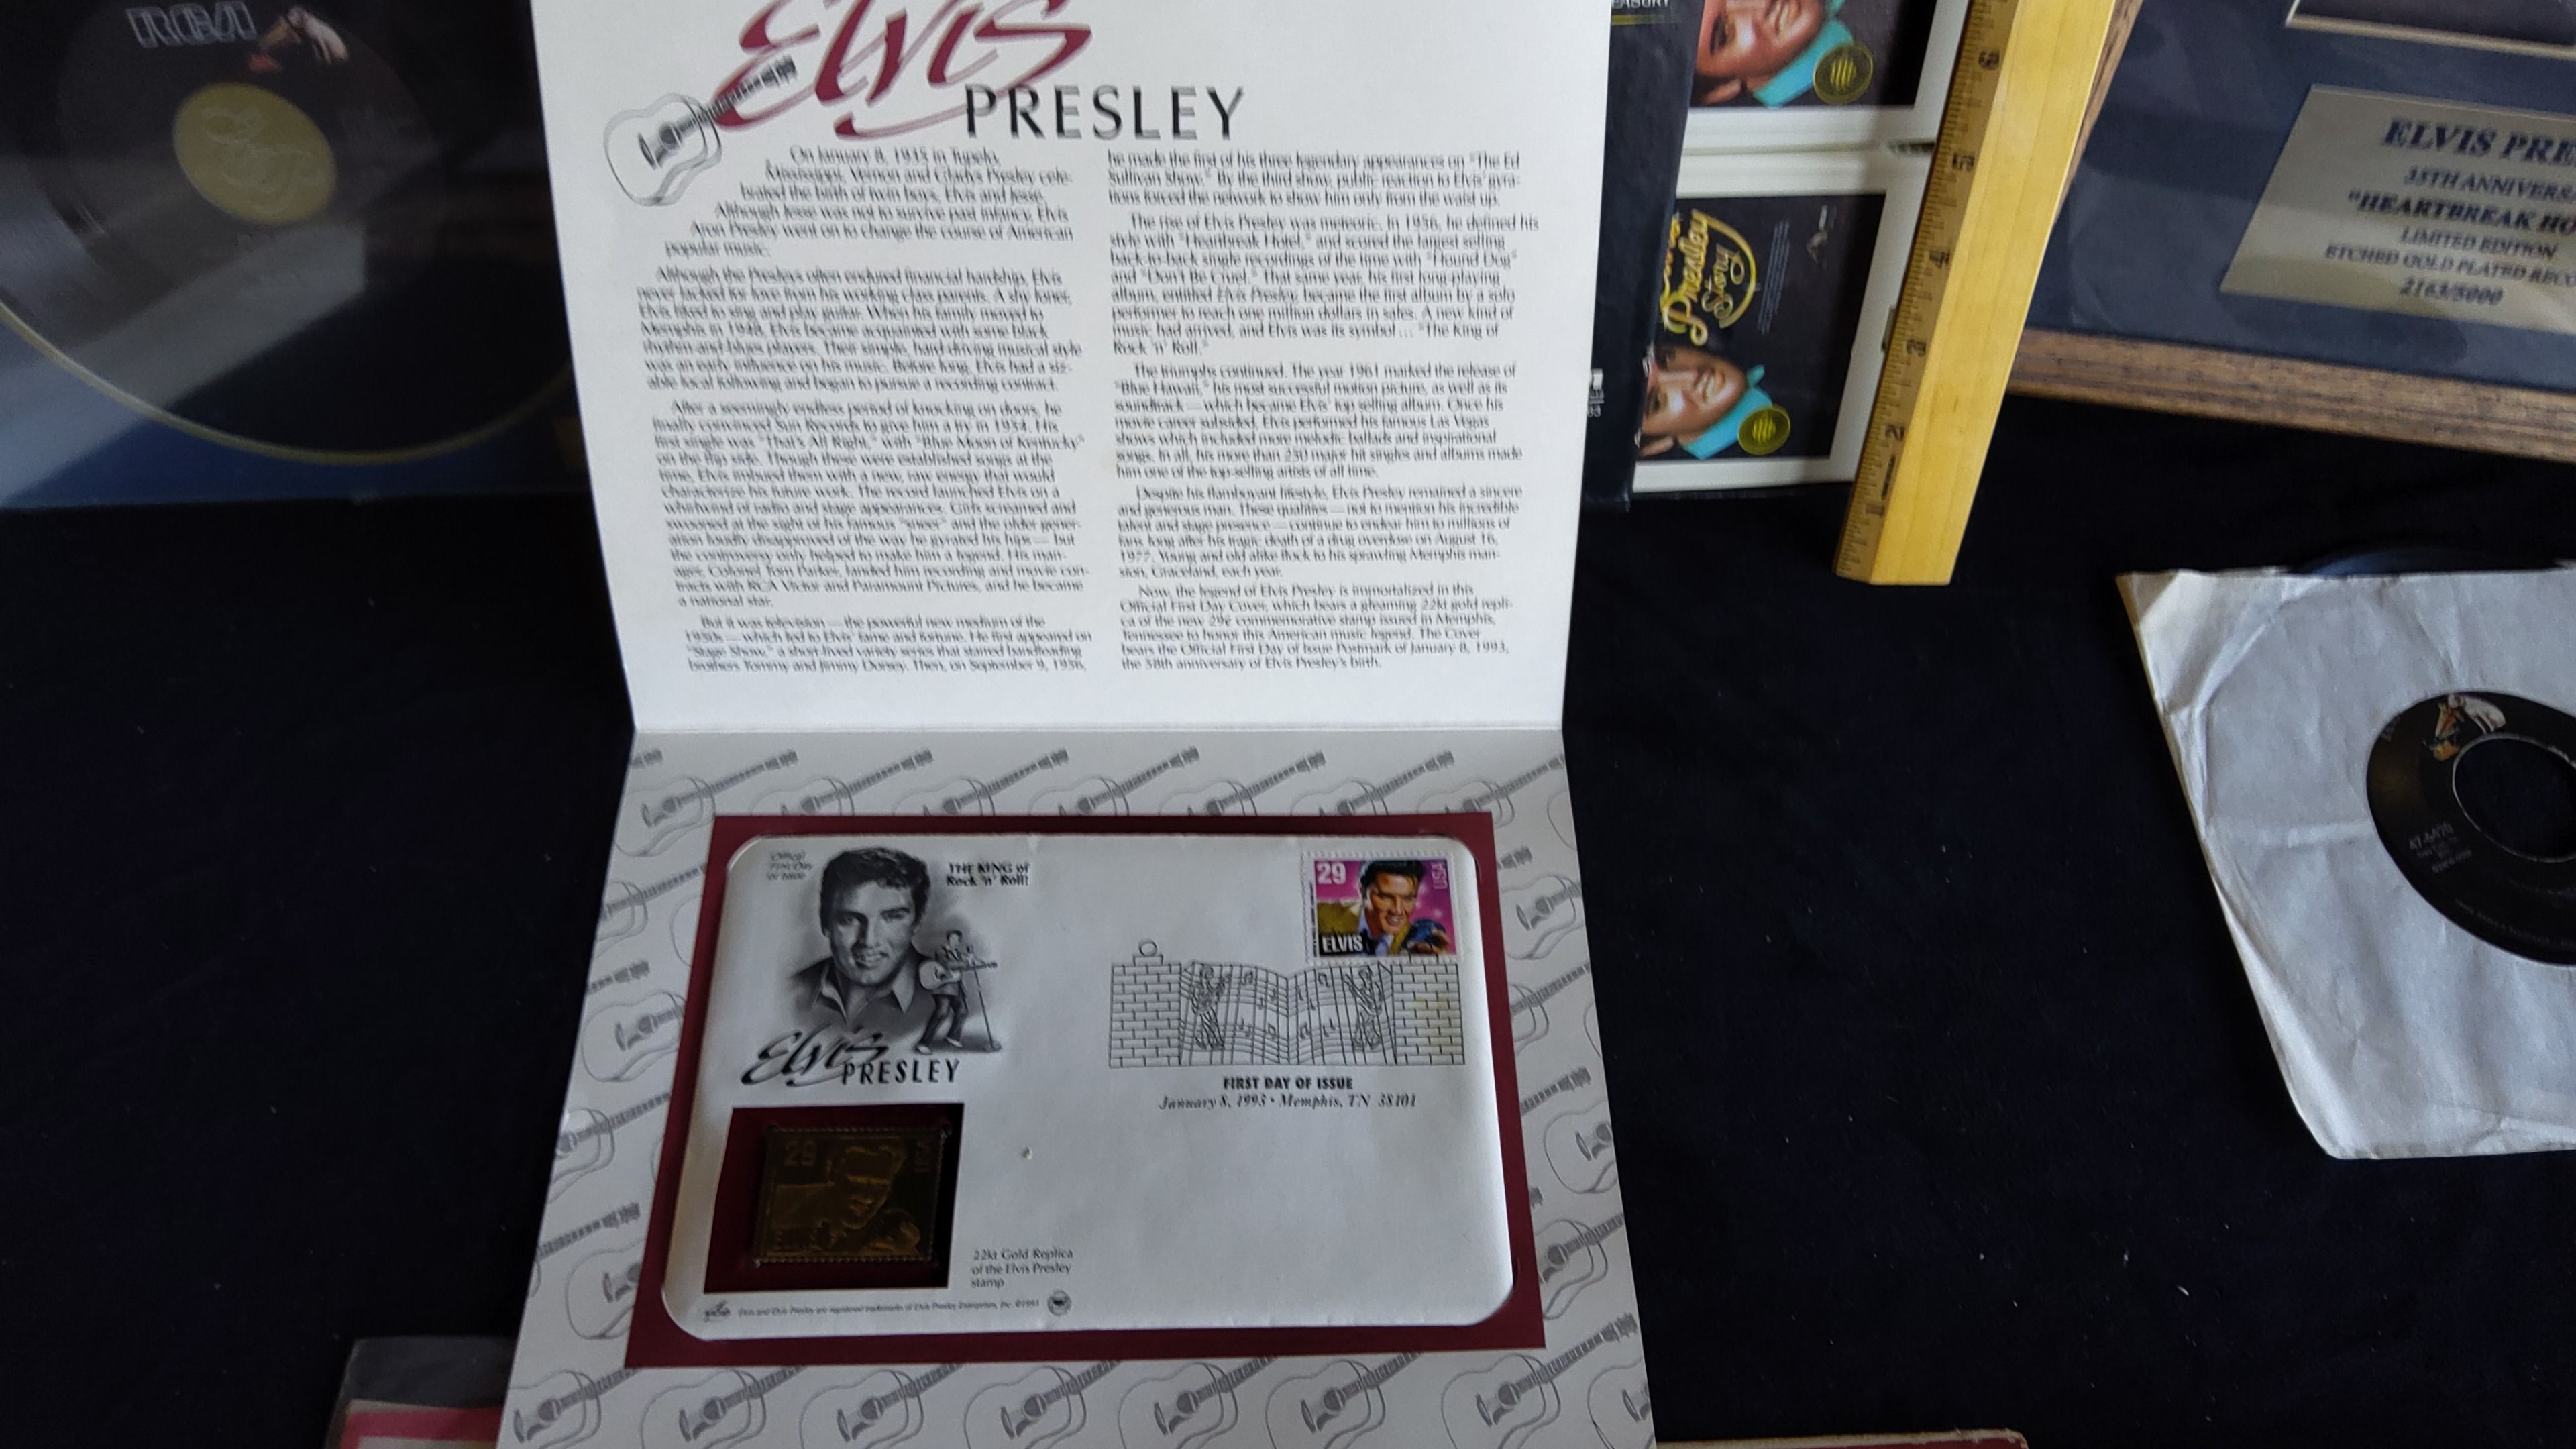 RCA
Elvis
PRESLEY
On January 8, 1935 in Tupelo,
Mississippi, Vernon and Gladys Presley cele-
brated the birth of twin boys, Elvis and Jesse.
Although Jesse was not to survive past infancy, Elvis
Aron Presley went on to change the course of American
popular music.
Although the Presleys often endured financial hardship, Elvis
never lacked for love from his working class parents. A shy loner,
Elvis liked to sing and play guitar. When his family moved to
Memphis in 1948, Elvis became acquainted with some black
rhythm-and-blues players. Their simple, hard-driving musical style
was an early influence on his music. Before long, Elvis had a siz-
able local following and began to pursue a recording contract.
After a seemingly endless period of knocking on doors, he
finally convinced Sun Records to give him a try in 1954. His
first single was "That's All Right," with "Blue Moon of Kentucky"
on the flip side. Though these were established songs at the
time, Elvis imbued them with a new, raw energy that would
characterize his future work. The record launched Elvis on a
whirlwind of radio and stage appearances. Girls screamed and
swooned at the sight of his famous "sneer" and the older gener-
ation loudly disapproved of the way he gyrated his hips — but
the controversy only helped to make him a legend. His man-
ager, Colonel Tom Parker, landed him recording and movie con-
tracts with RCA Victor and Paramount Pictures, and he became
a national star.
But it was television — the powerful new medium of the
1950s — which led to Elvis' fame and fortune. He first appeared on
"Stage Show," a short-lived variety series that starred bandleading
brothers Tommy and Jimmy Dorsey. Then, on September 9, 1956,
he made the first of his three legendary appearances on "The Ed
Sullivan Show." By the third show, public reaction to Elvis' gyra-
tions forced the network to show him only from the waist up.
The rise of Elvis Presley was meteoric. In 1956, he defined his
style with "Heartbreak Hotel," and scored the largest selling
back-to-back single recordings of the time with "Hound Dog"
and "Don't Be Cruel." That same year, his first long-playing
album, entitled Elvis Presley, became the first album by a solo
performer to reach one million dollars in sales. A new kind of
music had arrived, and Elvis was its symbol ... "The King of
Rock 'n' Roll."
The triumphs continued. The year 1961 marked the release of
"Blue Hawaii," his most successful motion picture, as well as its
soundtrack — which became Elvis' top selling album. Once his
movie career subsided, Elvis performed his famous Las Vegas
shows which included more melodic ballads and inspirational
songs. In all, his more than 250 major hit singles and albums made
him one of the top-selling artists of all time.
Despite his flamboyant lifestyle, Elvis Presley remained a sincere
and generous man. These qualities — not to mention his incredible
talent and stage presence — continue to endear him to millions of
fans long after his tragic death of a drug overdose on August 16,
1977. Young and old alike flock to his sprawling Memphis man-
sion, Graceland, each year.
Now, the legend of Elvis Presley is immortalized in this
Official First Day Cover, which bears a gleaming 22kt gold repli-
ca of the new 29¢ commemorative stamp issued in Memphis,
Tennessee to honor this American music legend. The Cover
bears the Official First Day of Issue Postmark of January 8, 1993,
the 58th anniversary of Elvis Presley's birth.
Official
First Day
of Issue
THE KING of
Rock 'n' Roll!
Elvis
PRESLEY
29
USA
ELVIS
FIRST DAY OF ISSUE
January 8, 1993 • Memphis, TN 38101
29
USA
22kt Gold Replica
of the Elvis Presley
stamp
Elvis and Elvis Presley are registered trademarks of Elvis Presley Enterprises, Inc. ©1993
Presley
Story
6
5
4
3
2
1
ELVIS PRE
35TH ANNIVERSA
"HEARTBREAK HO
LIMITED EDITION
ETCHED GOLD PLATED RECO
2163/5000